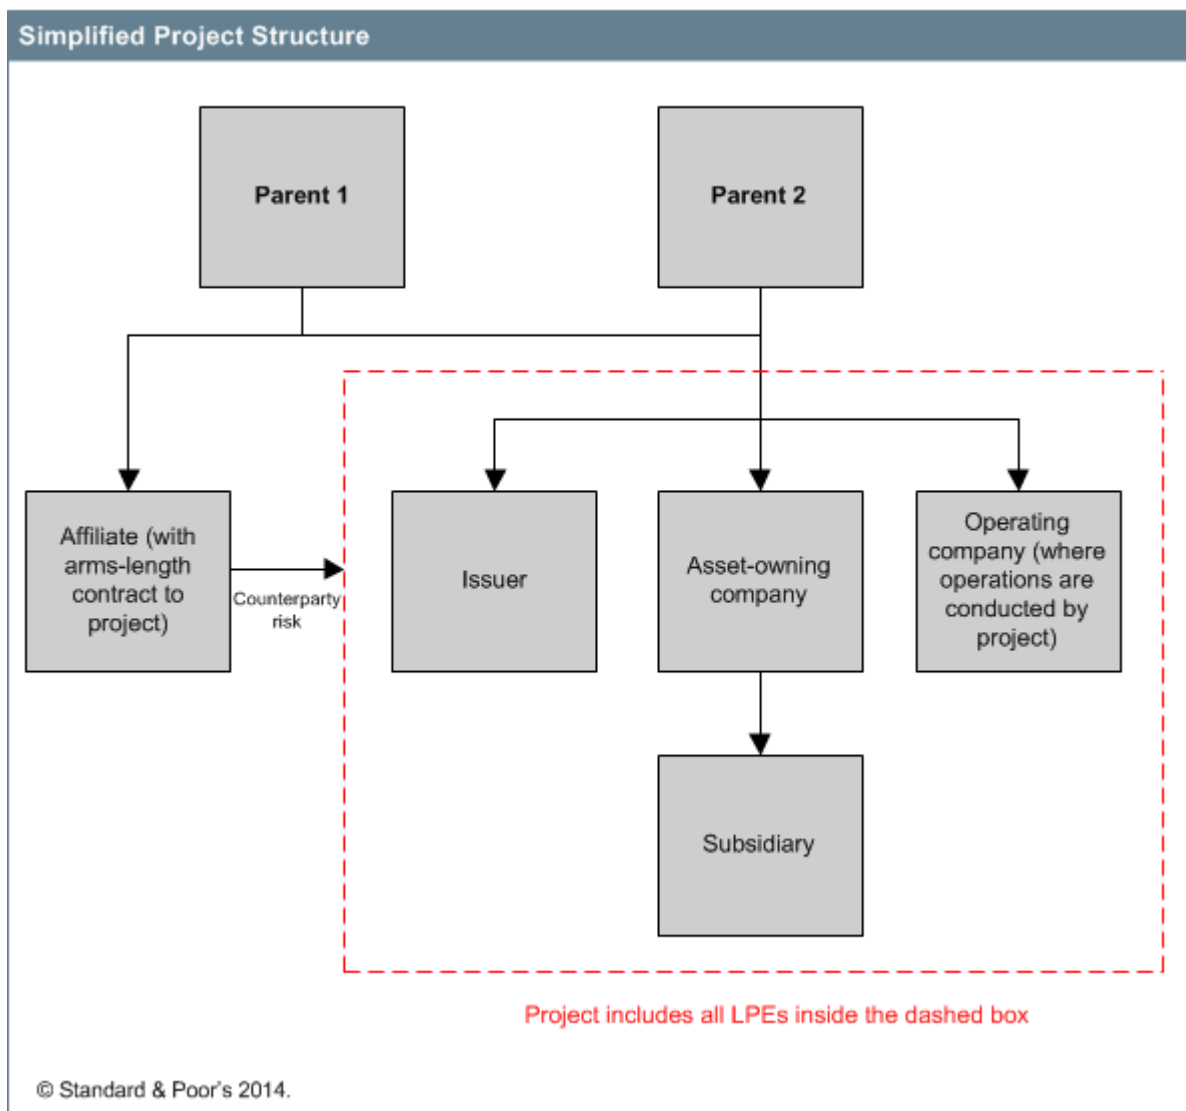 Simplified Project Structure
Parent 1
Parent 2
Affiliate (with
arms-length
contract to
project)
Counterparty
risk
Issuer
Asset-owning
company
Operating
company (where
operations are
conducted by
project)
Subsidiary
Project includes all LPEs inside the dashed box
© Standard & Poor's 2014.